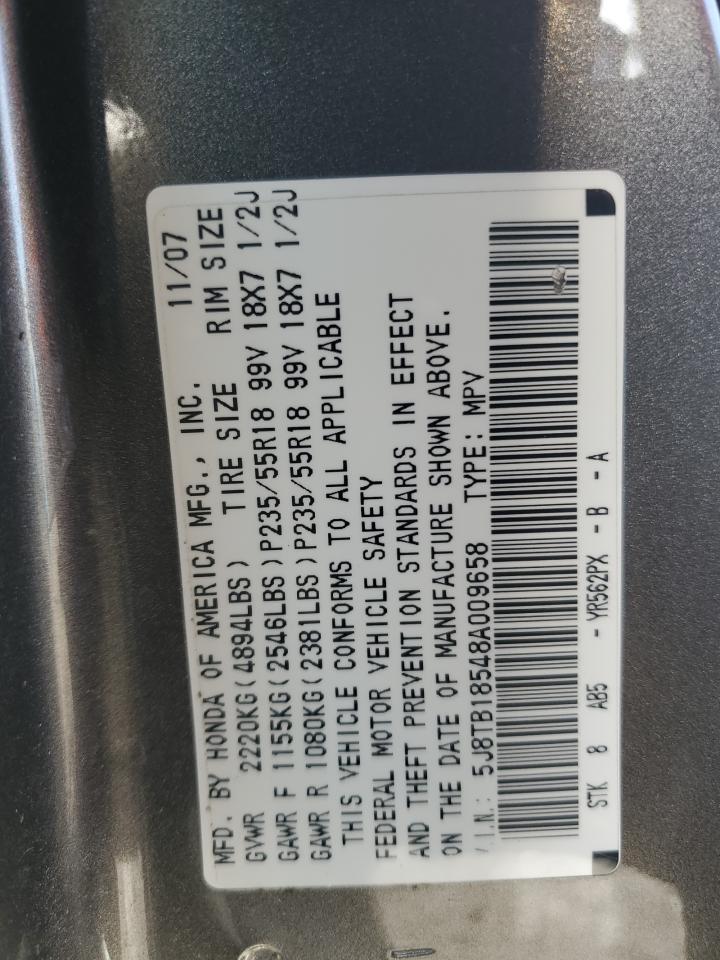 MFD. BY HONDA OF AMERICA MFG., INC. 11/07
GVWR 2220KG(4894LBS) TIRE SIZE RIM SIZE
GAWR F 1155KG(2546LBS)P235/55R18 99V 18X7 1/2J
GAWR R 1080KG(2381LBS)P235/55R18 99V 18X7 1/2J
THIS VEHICLE CONFORMS TO ALL APPLICABLE
FEDERAL MOTOR VEHICLE SAFETY
AND THEFT PREVENTION STANDARDS IN EFFECT
ON THE DATE OF MANUFACTURE SHOWN ABOVE.
V.I.N.: 5J8TB18548A009658 TYPE: MPV
STK 8 AB5 - YR562PX - B - A